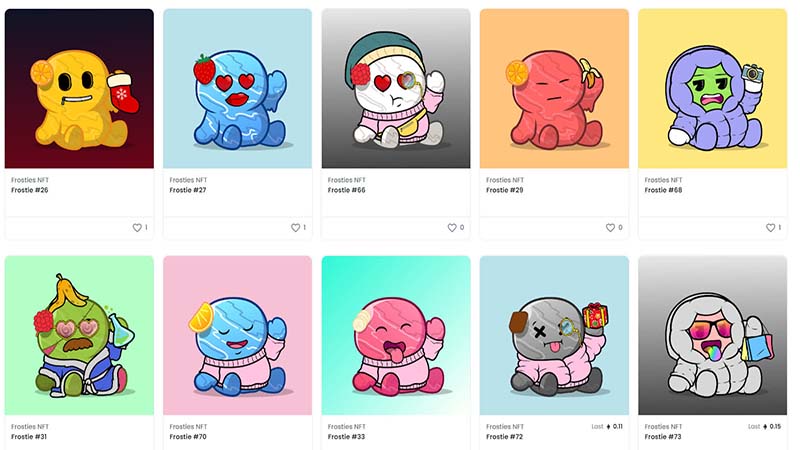 Frosties NFT
Frostie #26
1
Frosties NFT
Frostie #27
1
Frosties NFT
Frostie #66
0
Frosties NFT
Frostie #29
0
Frosties NFT
Frostie #68
1
Frosties NFT
Frostie #31
Frosties NFT
Frostie #70
Frosties NFT
Frostie #33
Frosties NFT Last 0.11
Frostie #72
Frosties NFT Last 0.15
Frostie #73